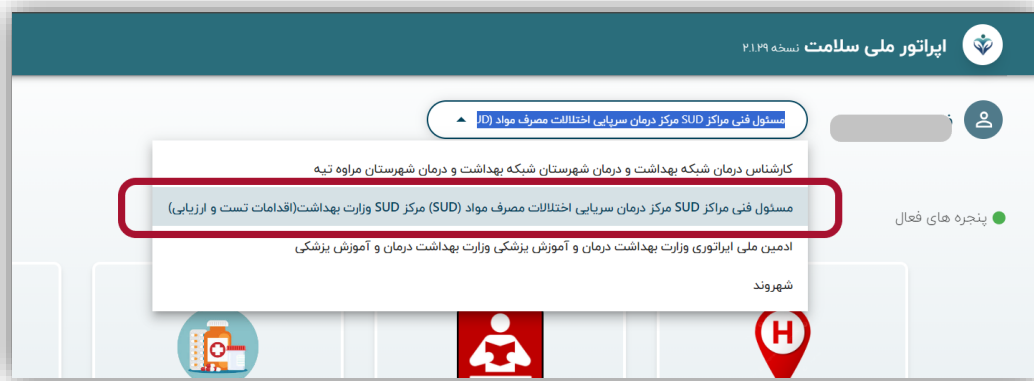 اپراتور ملی سلامت نسخه ۲.۱.۲۹
مسئول فنی مراکز SUD مرکز درمان سرپایی اختلالات مصرف مواد (UD
کارشناس درمان شبکه بهداشت و درمان شهرستان شبکه بهداشت و درمان شهرستان مراوه تپه
مسئول فنی مراکز SUD مرکز درمان سرپایی اختلالات مصرف مواد (SUD) مرکز SUD وزارت بهداشت(اقدامات تست و ارزیابی)
پنجره های فعال
ادمین ملی اپراتوری وزارت بهداشت درمان و آموزش پزشکی وزارت بهداشت درمان و آموزش پزشکی
شهروند
H